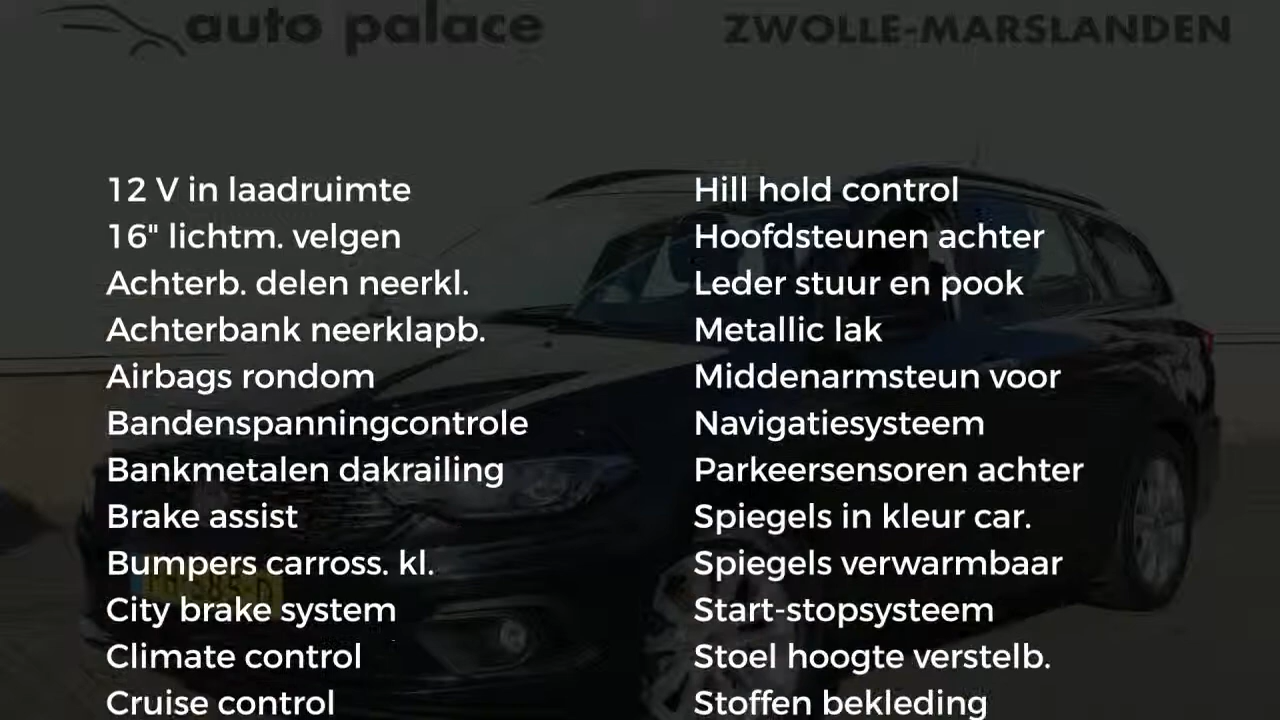 auto palace
ZWOLLE-MARSLANDEN
12 V in laadruimte
16" lichtm. velgen
Achterb. delen neerkl.
Achterbank neerklapb.
Airbags rondom
Bandenspanningcontrole
Bankmetalen dakrailing
Brake assist
Bumpers carross. kl.
City brake system
Climate control
Cruise control
Hill hold control
Hoofdsteunen achter
Leder stuur en pook
Metallic lak
Middenarmsteun voor
Navigatiesysteem
Parkeersensoren achter
Spiegels in kleur car.
Spiegels verwarmbaar
Start-stopsysteem
Stoel hoogte verstelb.
Stoffen bekleding